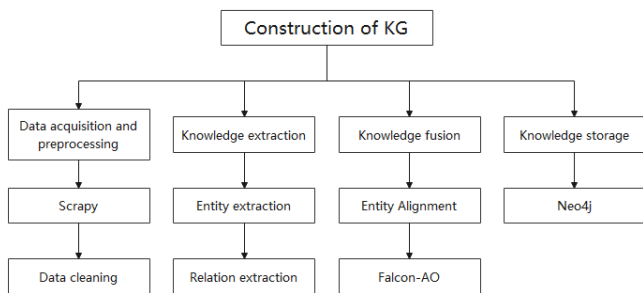 Construction of KG
Data acquisition and
preprocessing
Knowledge extraction
Knowledge fusion
Knowledge storage
Scrapy
Entity extraction
Entity Alignment
Neo4j
Data cleaning
Relation extraction
Falcon-AO